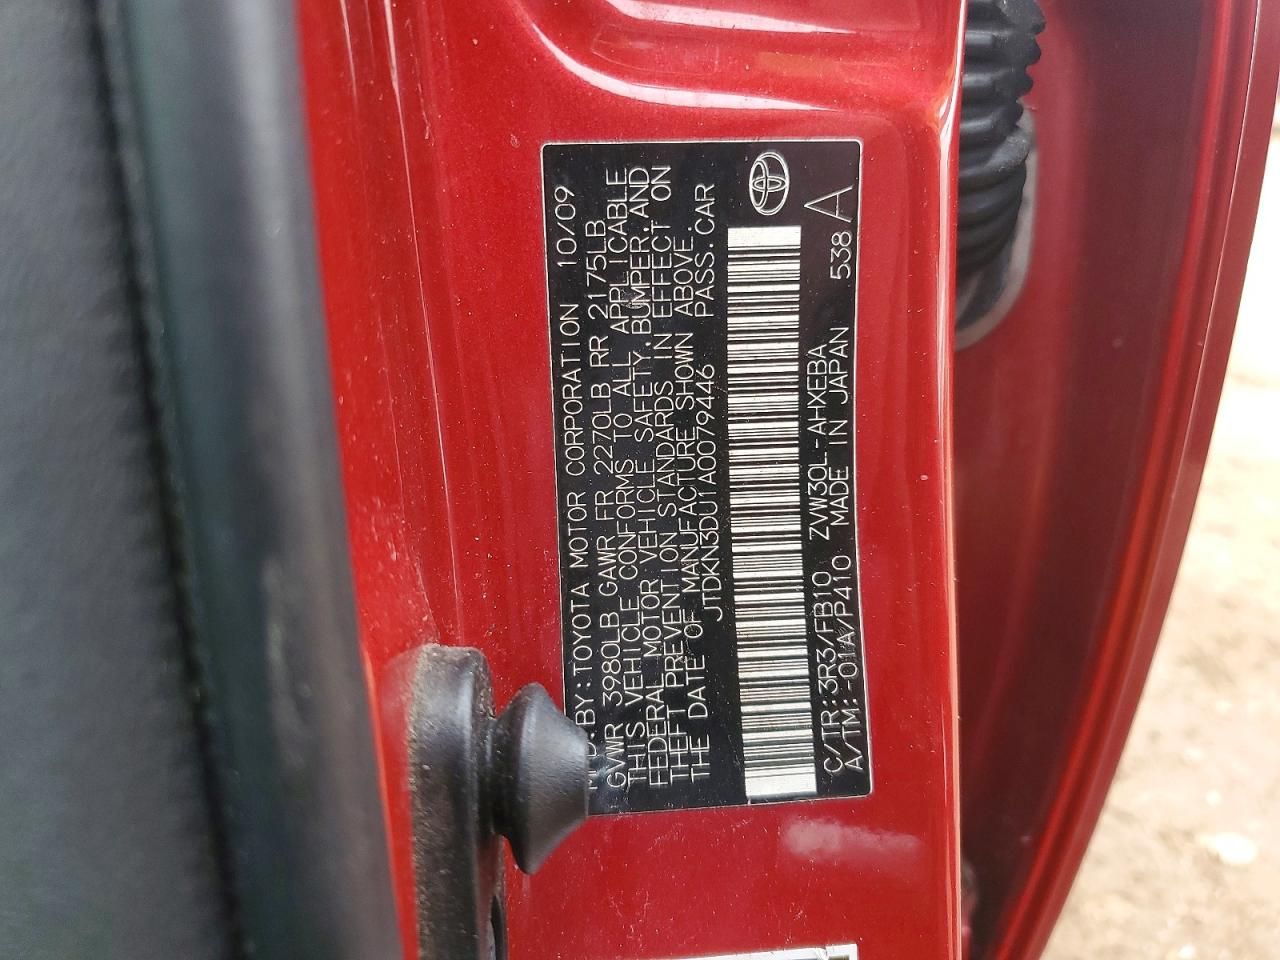 MFD.BY:TOYOTA MOTOR CORPORATION 10/09
GVWR 3980LB GAWR FR 2270LB RR 2175LB
THIS VEHICLE CONFORMS TO ALL APPLICABLE
FEDERAL MOTOR VEHICLE SAFETY,BUMPER,AND
THEFT PREVENTION STANDARDS IN EFFECT ON
THE DATE OF MANUFACTURE SHOWN ABOVE.
JTDKN3DU1A0079446 PASS.CAR
C/TR:3R3/FB10 ZVW30L-AHXEBA 538
A/TM:-01A/P410 MADE IN JAPAN A